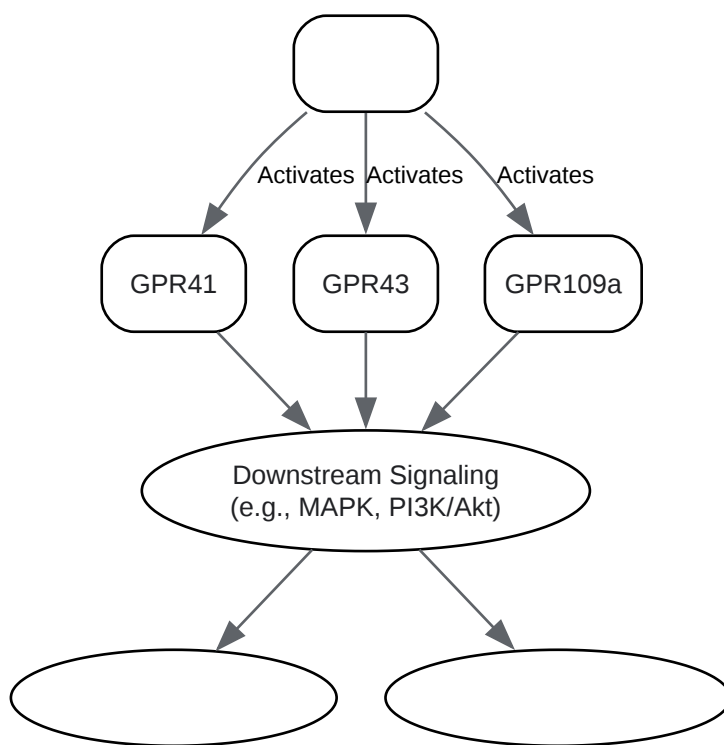 Activates Activates Activates
GPR41 GPR43 GPR109a
Downstream Signaling
(e.g., MAPK, PI3K/Akt)